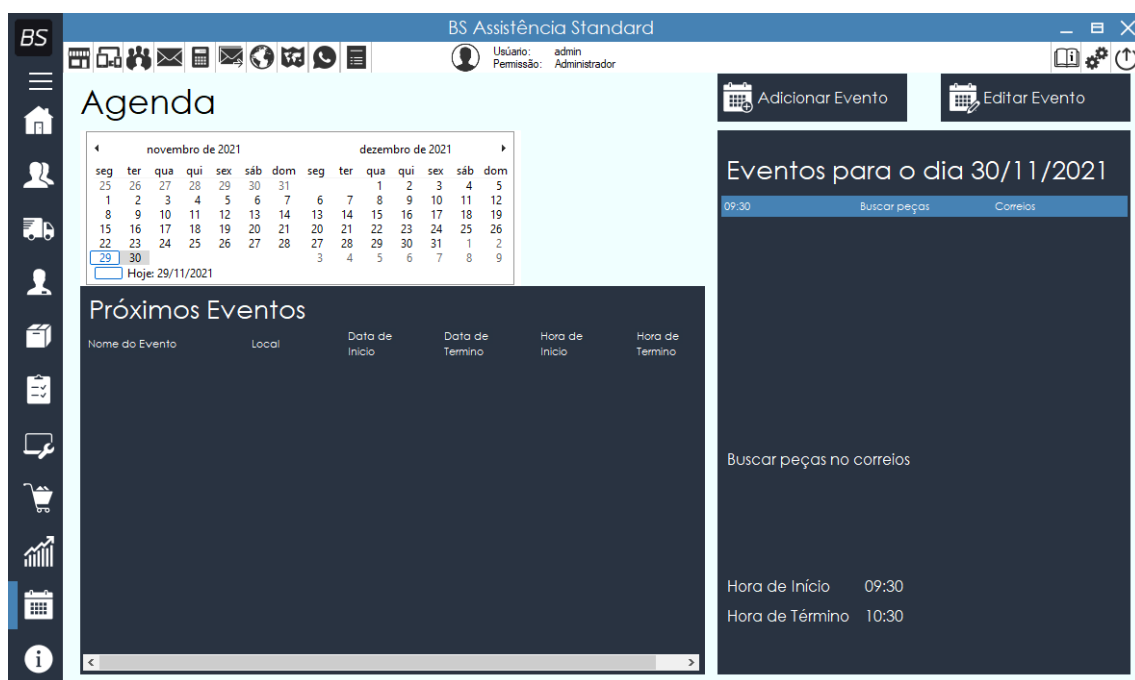 BS
BS Assistência Standard
Usúario: admin
Permissão: Administrador
Agenda
Adicionar Evento
Editar Evento
novembro de 2021
dezembro de 2021
seg ter qua qui sex sáb dom seg ter qua qui sex sáb dom
25 26 27 28 29 30 31 1 2 3 4 5
1 2 3 4 5 6 7 6 7 8 9 10 11 12
8 9 10 11 12 13 14 13 14 15 16 17 18 19
15 16 17 18 19 20 21 20 21 22 23 24 25 26
22 23 24 25 26 27 28 27 28 29 30 31 1 2
29 30 3 4 5 6 7 8 9
Hoje: 29/11/2021
Próximos Eventos
Nome do Evento Local Data de Inicio Data de Termino Hora de Inicio Hora de Termino
Eventos para o dia 30/11/2021
09:30 Buscar peças Correios
Buscar peças no correios
Hora de Início 09:30
Hora de Término 10:30